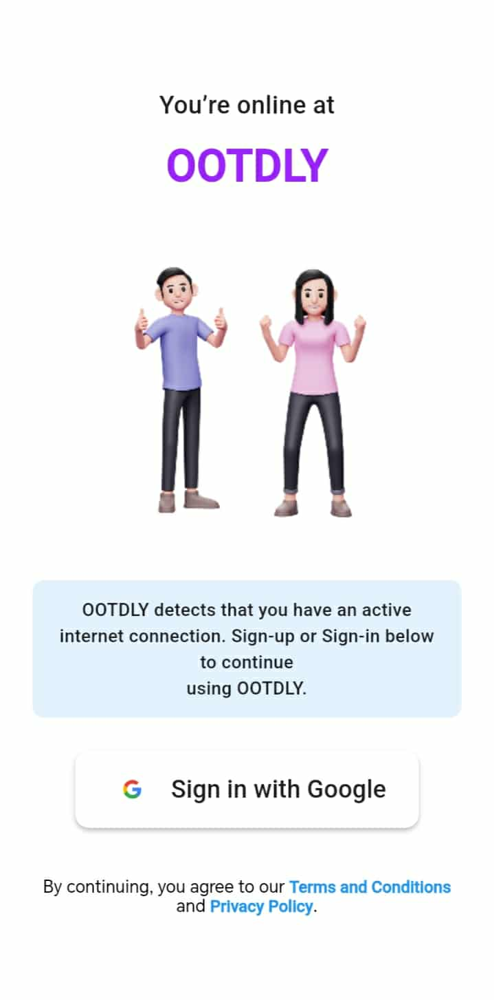 You’re online at
OOTDLY
OOTDLY detects that you have an active
internet connection. Sign-up or Sign-in below
to continue
using OOTDLY.
Sign in with Google
By continuing, you agree to our Terms and Conditions
and Privacy Policy.